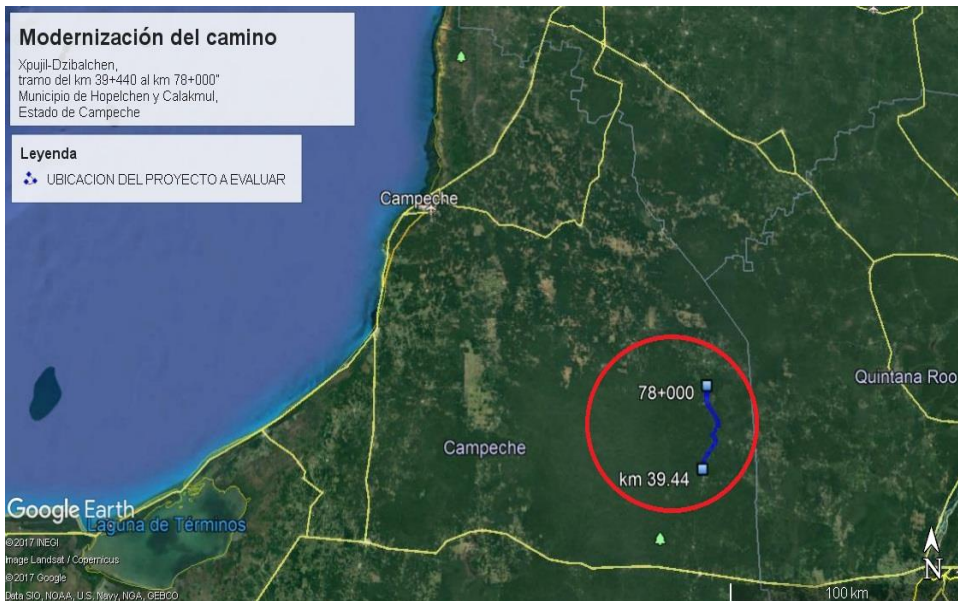 Modernización del camino
Xpujil-Dzibalchen,
tramo del km 39+440 al km 78+000"
Municipio de Hopelchen y Calakmul,
Estado de Campeche
Leyenda
UBICACION DEL PROYECTO A EVALUAR
Campeche
Quintana Roo
78+000
Campeche
km 39.44
Google Earth
Laguna de Términos
©2017 INEGI
Image Landsat / Copernicus
©2017 Google
Data SIO, NOAA, U.S. Navy, NGA, GEBCO
N
100 km